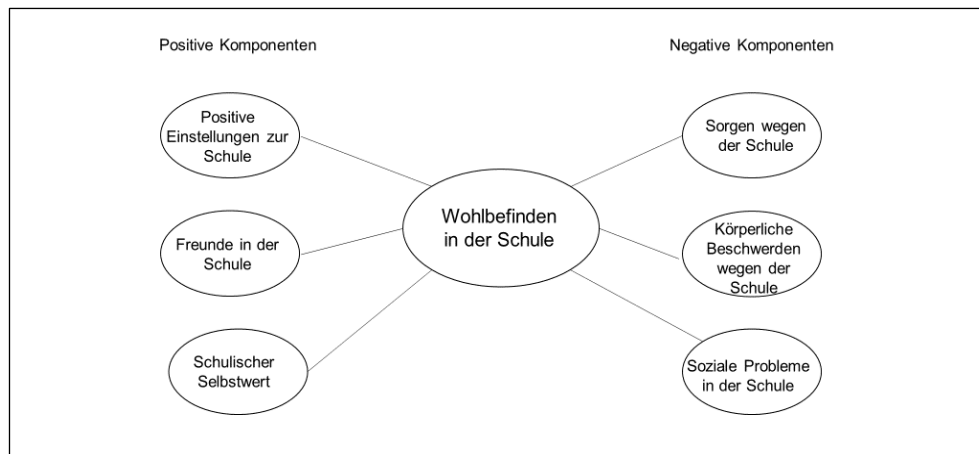 Positive Komponenten
Negative Komponenten
Positive
Einstellungen zur
Schule
Sorgen wegen
der Schule
Wohlbefinden
in der Schule
Freunde in der
Schule
Körperliche
Beschwerden
wegen der
Schule
Schulischer
Selbstwert
Soziale Probleme
in der Schule